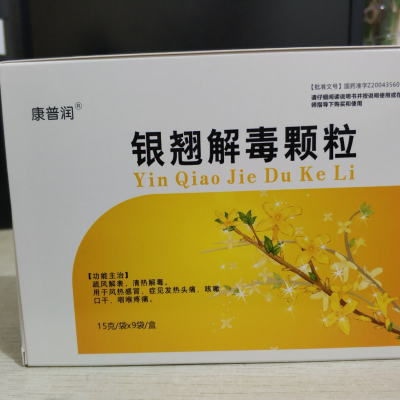 康普润®
【批准文号】国药准字Z2004356
请仔细阅读说明书并按说明使用或在
师指导下购买和使用
银翘解毒颗粒
Yin Qiao Jie Du Ke Li
【功能主治】
疏风解表，清热解毒。
用于风热感冒，症见发热头痛，咳嗽
口干，咽喉疼痛。
15克/袋x9袋/盒